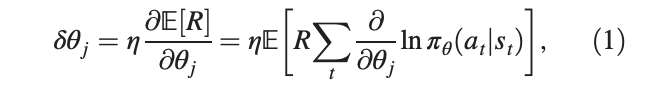 δθ_j = η ∂𝔼[R]/∂θ_j = η𝔼[R∑_t ∂/∂θ_j ln π_θ(a_t|s_t)], (1)